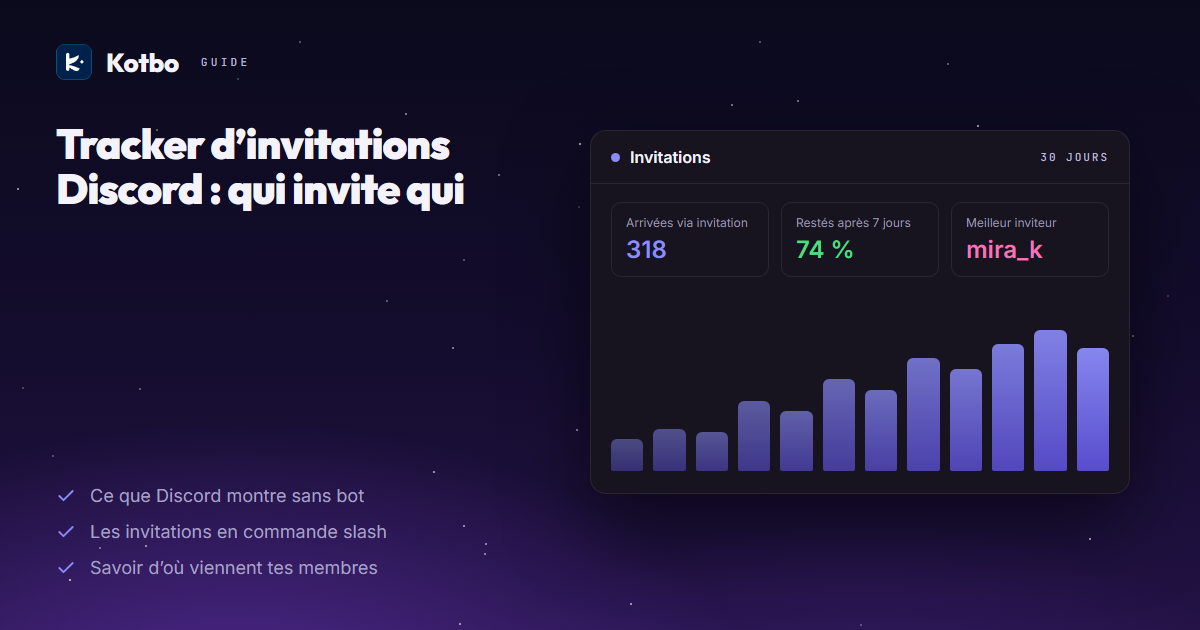 Kotbo
GUIDE
Tracker d’invitations
Discord : qui invite qui
Ce que Discord montre sans bot
Les invitations en commande slash
Savoir d’où viennent tes membres
Invitations
30 JOURS
Arrivées via invitation
318
Restés après 7 jours
74 %
Meilleur inviteur
mira_k